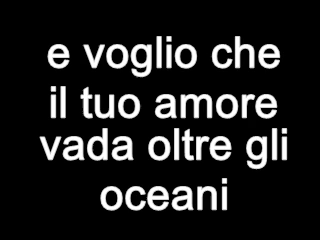 e voglio che
il tuo amore
vada oltre gli
oceani